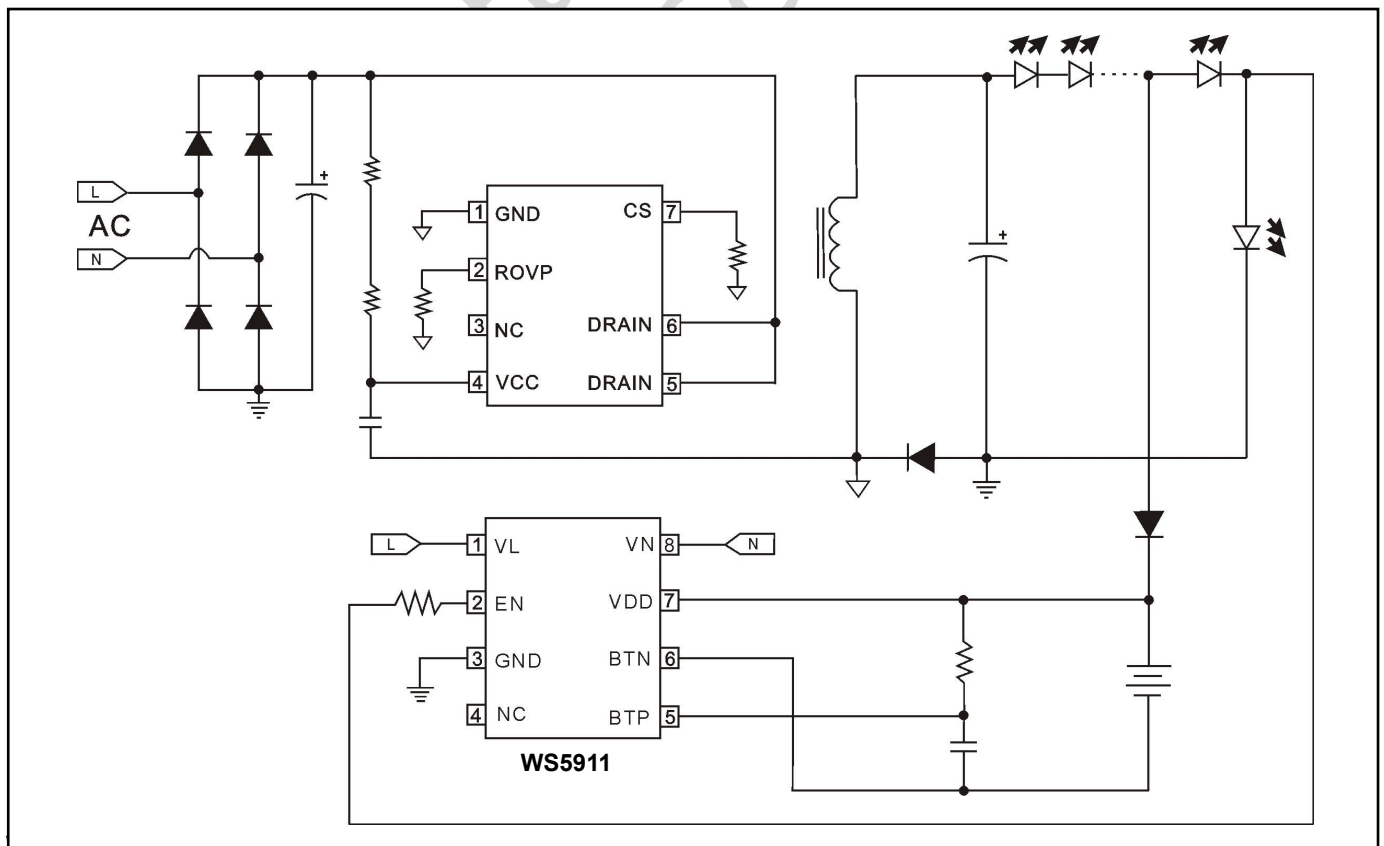 L
AC
N
1 GND
CS 7
2 ROVP
3 NC
DRAIN 6
4 VCC
DRAIN 5
+
+
L
1 VL
VN 8
N
2 EN
VDD 7
3 GND
BTN 6
4 NC
BTP 5
WS5911